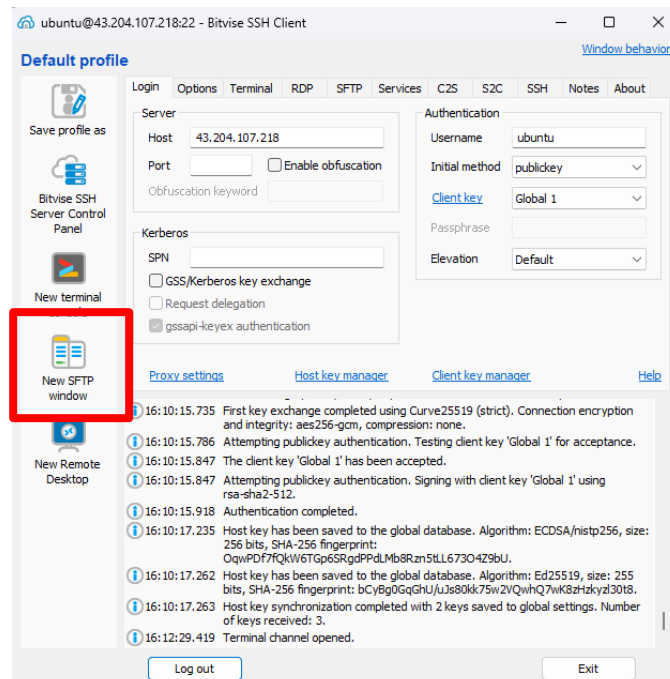 ubuntu@43.204.107.218:22 - Bitvise SSH Client
Default profile
Window behavior
Save profile as
Bitvise SSH
Server Control
Panel
New terminal
New SFTP
window
New Remote
Desktop
Login Options Terminal RDP SFTP Services C2S S2C SSH Notes About
Server
Host 43.204.107.218
Port Enable obfuscation
Obfuscation keyword
Kerberos
SPN
GSS/Kerberos key exchange
Request delegation
gssapi-keyex authentication
Authentication
Username ubuntu
Initial method publickey
Client key Global 1
Passphrase
Elevation Default
Proxy settings Host key manager Client key manager Help
16:10:15.735 First key exchange completed using Curve25519 (strict). Connection encryption
and integrity: aes256-gcm, compression: none.
16:10:15.786 Attempting publickey authentication. Testing client key 'Global 1' for acceptance.
16:10:15.847 The client key 'Global 1' has been accepted.
16:10:15.847 Attempting publickey authentication. Signing with client key 'Global 1' using
rsa-sha2-512.
16:10:15.918 Authentication completed.
16:10:17.235 Host key has been saved to the global database. Algorithm: ECDSA/nistp256, size:
256 bits, SHA-256 fingerprint:
OqwPDf7fQkW6TGp6SRgdPPdLMb8Rzn5tLL673O4Z9bU.
16:10:17.262 Host key has been saved to the global database. Algorithm: Ed25519, size: 255
bits, SHA-256 fingerprint: bCyBg0GqGhU/uJs80kk75w2VQwhQ7wK8zHzkyzl30t8.
16:10:17.263 Host key synchronization completed with 2 keys saved to global settings. Number
of keys received: 3.
16:12:29.419 Terminal channel opened.
Log out Exit